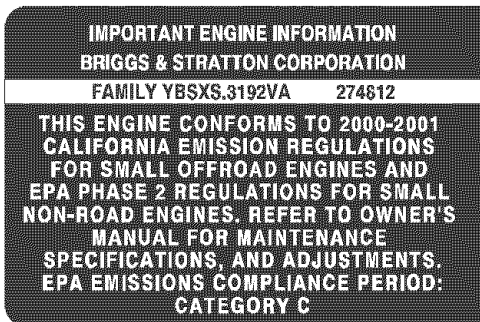 IMPORTANT ENGINE INFORMATION
BRIGGS & STRATTON CORPORATION
FAMILY YBSXS.3192VA 274812
THIS ENGINE CONFORMS TO 2000-2001
CALIFORNIA EMISSION REGULATIONS
FOR SMALL OFFROAD ENGINES AND
EPA PHASE 2 REGULATIONS FOR SMALL
NON-ROAD ENGINES. REFER TO OWNER'S
MANUAL FOR MAINTENANCE
SPECIFICATIONS, AND ADJUSTMENTS.
EPA EMISSIONS COMPLIANCE PERIOD:
CATEGORY C